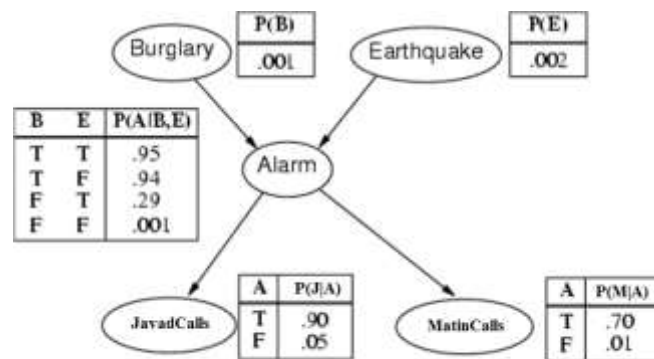 Burglary
P(B)
.001
Earthquake
P(E)
.002
B E P(A|B,E)
T T .95
T F .94
F T .29
F F .001
Alarm
JavadCalls
A P(J|A)
T .90
F .05
MatinCalls
A P(M|A)
T .70
F .01